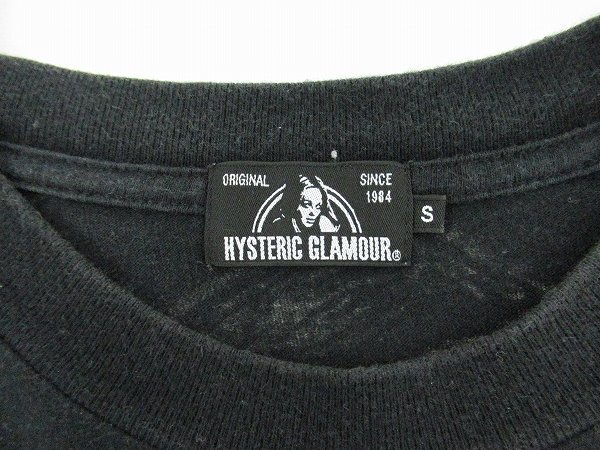 ORIGINAL SINCE
1984
S
HYSTERIC GLAMOUR®